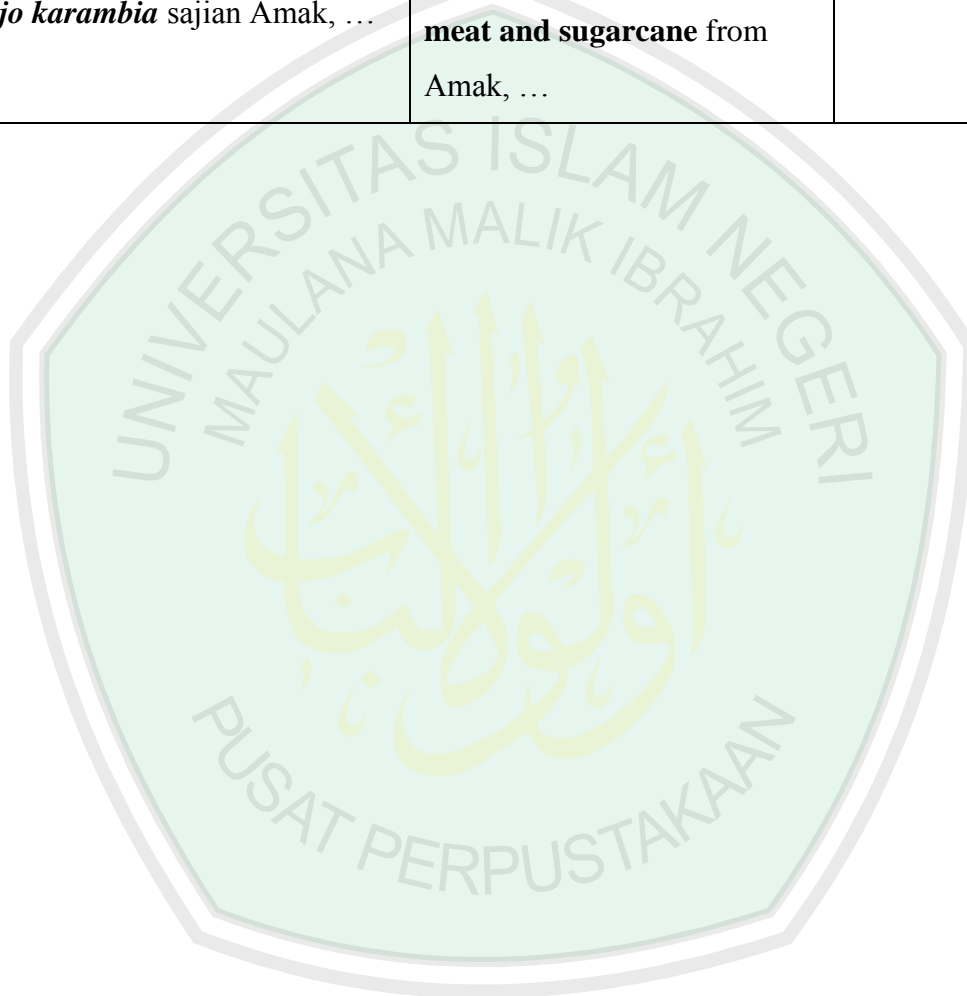 jo karambia sajian Amak, …
meat and sugarcane from
Amak, …
UNIVERSITAS ISLAM NEGERI
MAULANA MALIK IBRAHIM
PUSAT PERPUSTAKAAN